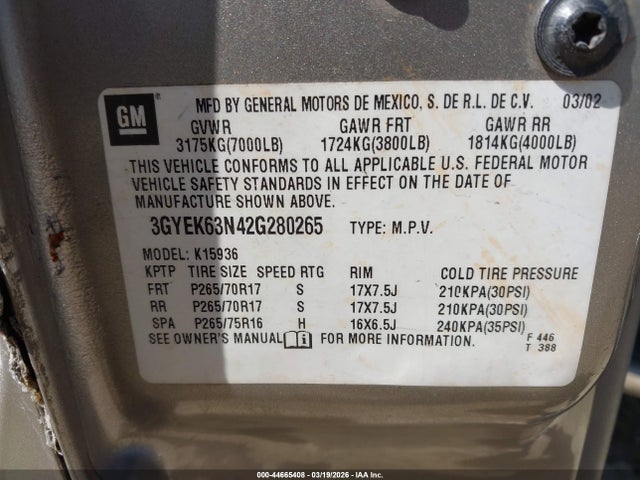 GM
MFD BY GENERAL MOTORS DE MEXICO, S. DE R.L. DE C.V. 03/02
GVWR GAWR FRT GAWR RR
3175KG(7000LB) 1724KG(3800LB) 1814KG(4000LB)
THIS VEHICLE CONFORMS TO ALL APPLICABLE U.S. FEDERAL MOTOR
VEHICLE SAFETY STANDARDS IN EFFECT ON THE DATE OF
MANUFACTURE SHOWN ABOVE.
3GYEK63N42G280265 TYPE: M.P.V.
MODEL: K15936
KPTP TIRE SIZE SPEED RTG RIM COLD TIRE PRESSURE
FRT P265/70R17 S 17X7.5J 210KPA(30PSI)
RR P265/70R17 S 17X7.5J 210KPA(30PSI)
SPA P265/75R16 H 16X6.5J 240KPA(35PSI)
SEE OWNER'S MANUAL FOR MORE INFORMATION.
F 446
T 388
000-44665408 | 03/19/2026 | IAA Inc.